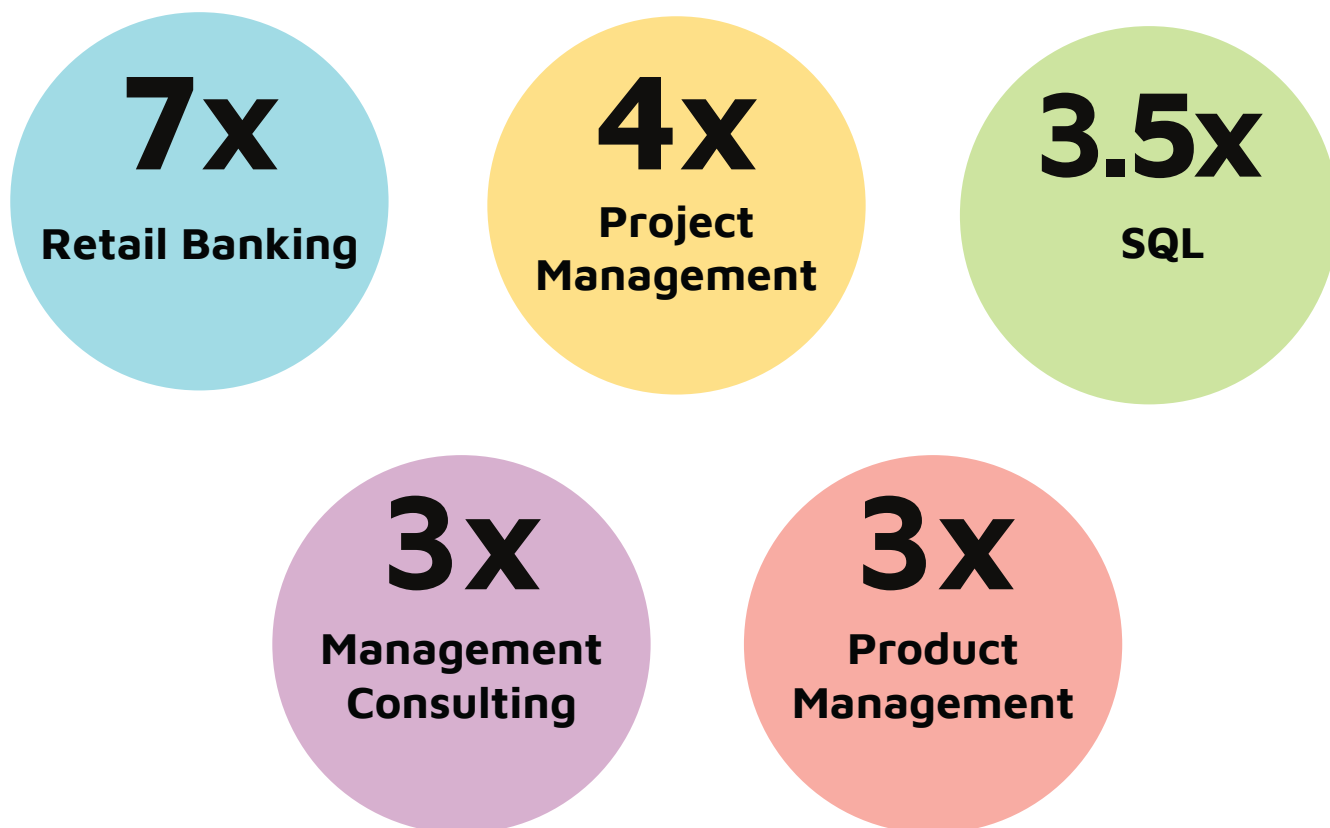 7x
Retail Banking
4x
Project
Management
3.5x
SQL
3x
Management
Consulting
3x
Product
Management